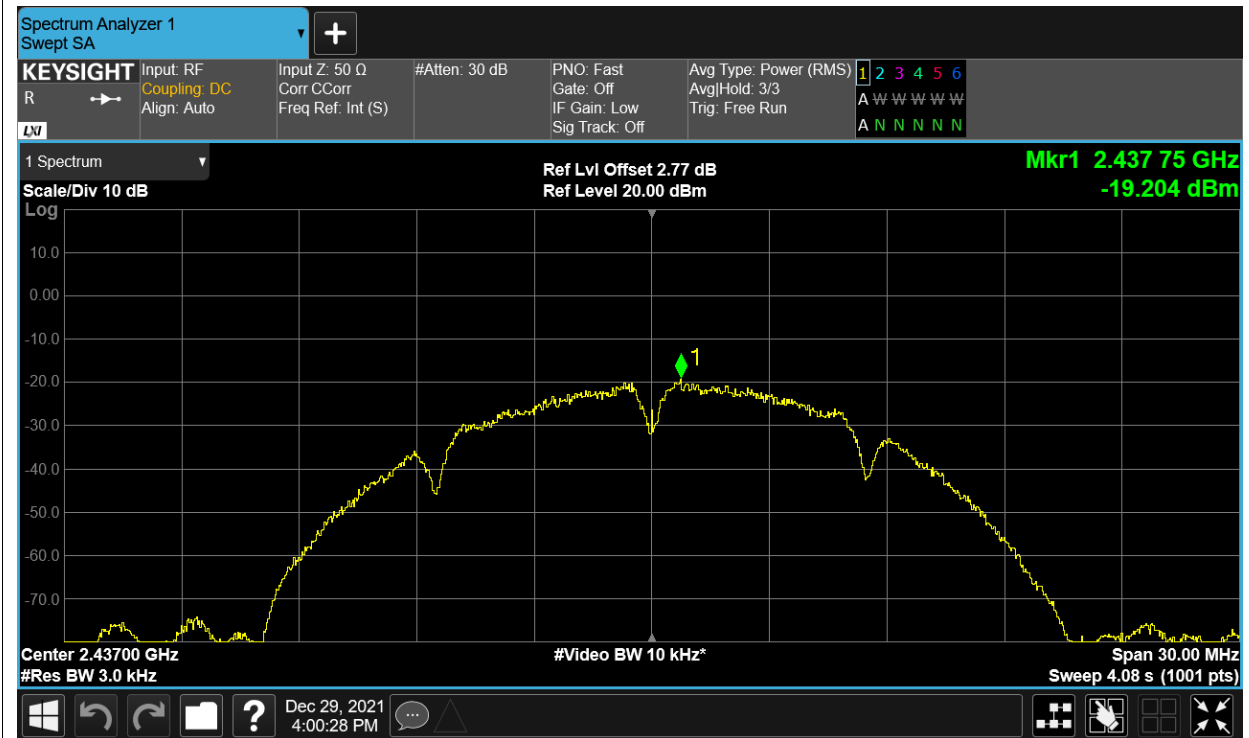 Spectrum Analyzer 1
Swept SA
KEYSIGHT
R
LXI
Input: RF
Coupling: DC
Align: Auto
Input Z: 50 Ω
Corr CCorr
Freq Ref: Int (S)
#Atten: 30 dB
PNO: Fast
Gate: Off
IF Gain: Low
Sig Track: Off
Avg Type: Power (RMS)
Avg|Hold: 3/3
Trig: Free Run
1 2 3 4 5 6
A W W W W W
A N N N N N
1 Spectrum
Scale/Div 10 dB
Log
Ref Lvl Offset 2.77 dB
Ref Level 20.00 dBm
Mkr1 2.437 75 GHz
-19.204 dBm
10.0
0.00
-10.0
-20.0
-30.0
-40.0
-50.0
-60.0
-70.0
1
Center 2.43700 GHz
#Res BW 3.0 kHz
#Video BW 10 kHz*
Span 30.00 MHz
Sweep 4.08 s (1001 pts)
?
Dec 29, 2021
4:00:28 PM